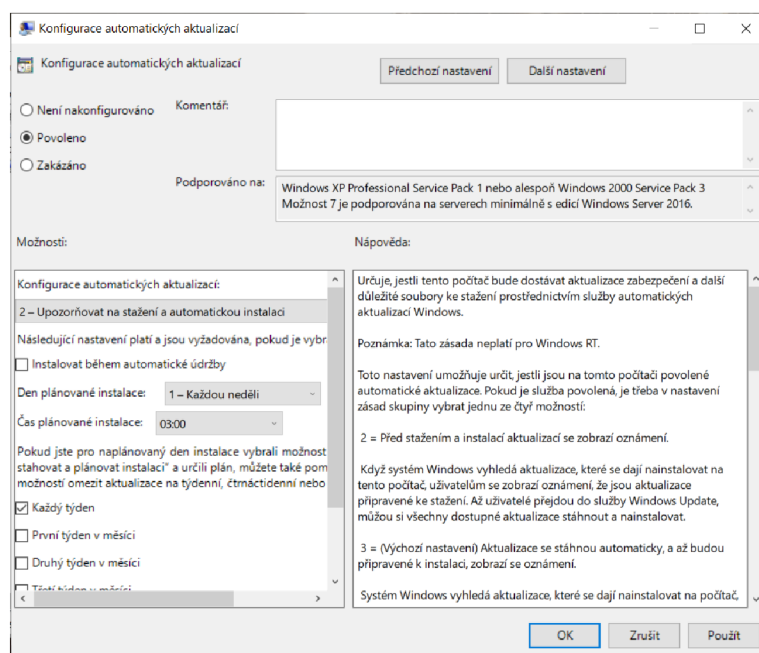 Konfigurace automatických aktualizací
Konfigurace automatických aktualizací
Předchozí nastavení
Další nastavení
Není nakonfigurováno
Povoleno
Zakázáno
Komentář:
Podporováno na:
Windows XP Professional Service Pack 1 nebo alespoň Windows 2000 Service Pack 3
Možnost 7 je podporována na serverech minimálně s edicí Windows Server 2016.
Možnosti:
Konfigurace automatických aktualizací:
2 – Upozorňovat na stažení a automatickou instalaci
Následující nastavení platí a jsou vyžadována, pokud je vybr
Instalovat během automatické údržby
Den plánované instalace:
1 – Každou neděli
Čas plánované instalace:
03:00
Pokud jste pro naplánovaný den instalace vybrali možnost
stahovat a plánovat instalaci“ a určili plán, můžete také pom
možností omezit aktualizace na týdenní, čtrnáctidenní nebo
Každý týden
První týden v měsíci
Druhý týden v měsíci
Třetí týden v měsíci
Nápověda:
Určuje, jestli tento počítač bude dostávat aktualizace zabezpečení a další
důležité soubory ke stažení prostřednictvím služby automatických
aktualizací Windows.
Poznámka: Tato zásada neplatí pro Windows RT.
Toto nastavení umožňuje určit, jestli jsou na tomto počítači povolené
automatické aktualizace. Pokud je služba povolená, je třeba v nastavení
zásad skupiny vybrat jednu ze čtyř možností:
2 = Před stažením a instalací aktualizací se zobrazí oznámení.
Když systém Windows vyhledá aktualizace, které se dají nainstalovat na
tento počítač, uživatelům se zobrazí oznámení, že jsou aktualizace
připravené ke stažení. Až uživatelé přejdou do služby Windows Update,
můžou si všechny dostupné aktualizace stáhnout a nainstalovat.
3 = (Výchozí nastavení) Aktualizace se stáhnou automaticky, a až budou
připravené k instalaci, zobrazí se oznámení.
Systém Windows vyhledá aktualizace, které se dají nainstalovat na počítač,
OK
Zrušit
Použít